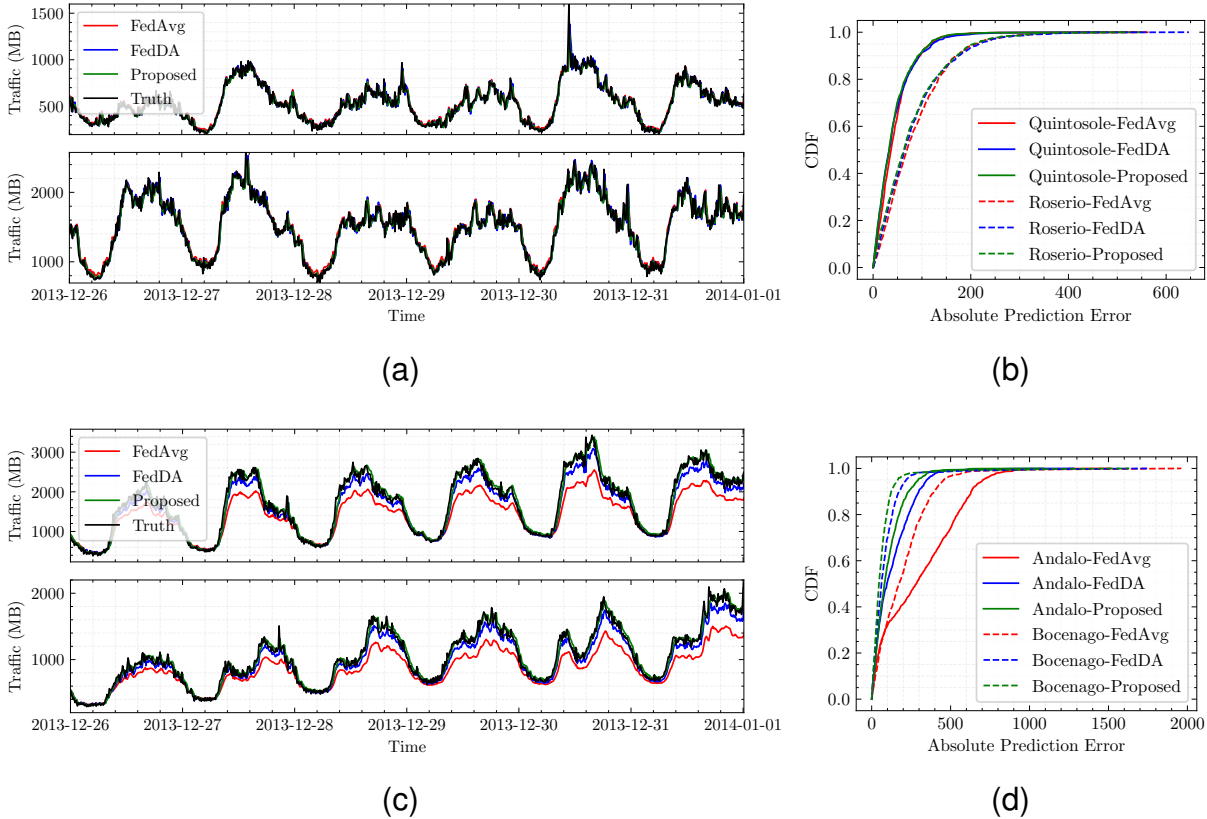 FedAvg
FedDA
Proposed
Truth
Traffic (MB)
1500
1000
500
Traffic (MB)
2000
1000
2013-12-26 2013-12-27 2013-12-28 2013-12-29 2013-12-30 2013-12-31 2014-01-01
Time
(a)
CDF
1.0
0.8
0.6
0.4
0.2
0.0
Quintosole-FedAvg
Quintosole-FedDA
Quintosole-Proposed
Roserio-FedAvg
Roserio-FedDA
Roserio-Proposed
0 200 400 600
Absolute Prediction Error
(b)
FedAvg
FedDA
Proposed
Truth
Traffic (MB)
3000
2000
1000
Traffic (MB)
2000
1000
2013-12-26 2013-12-27 2013-12-28 2013-12-29 2013-12-30 2013-12-31 2014-01-01
Time
(c)
CDF
1.0
0.8
0.6
0.4
0.2
0.0
Andalo-FedAvg
Andalo-FedDA
Andalo-Proposed
Bocenago-FedAvg
Bocenago-FedDA
Bocenago-Proposed
0 500 1000 1500 2000
Absolute Prediction Error
(d)